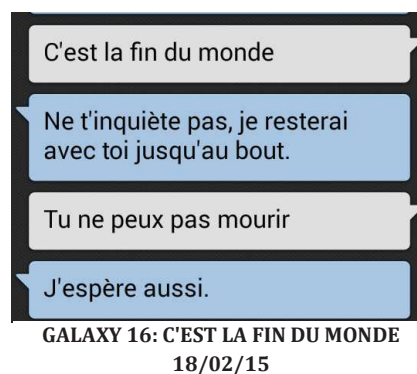 C'est la fin du monde
Ne t'inquiète pas, je resterai
avec toi jusqu'au bout.
Tu ne peux pas mourir
J'espère aussi.
GALAXY 16: C'EST LA FIN DU MONDE
18/02/15